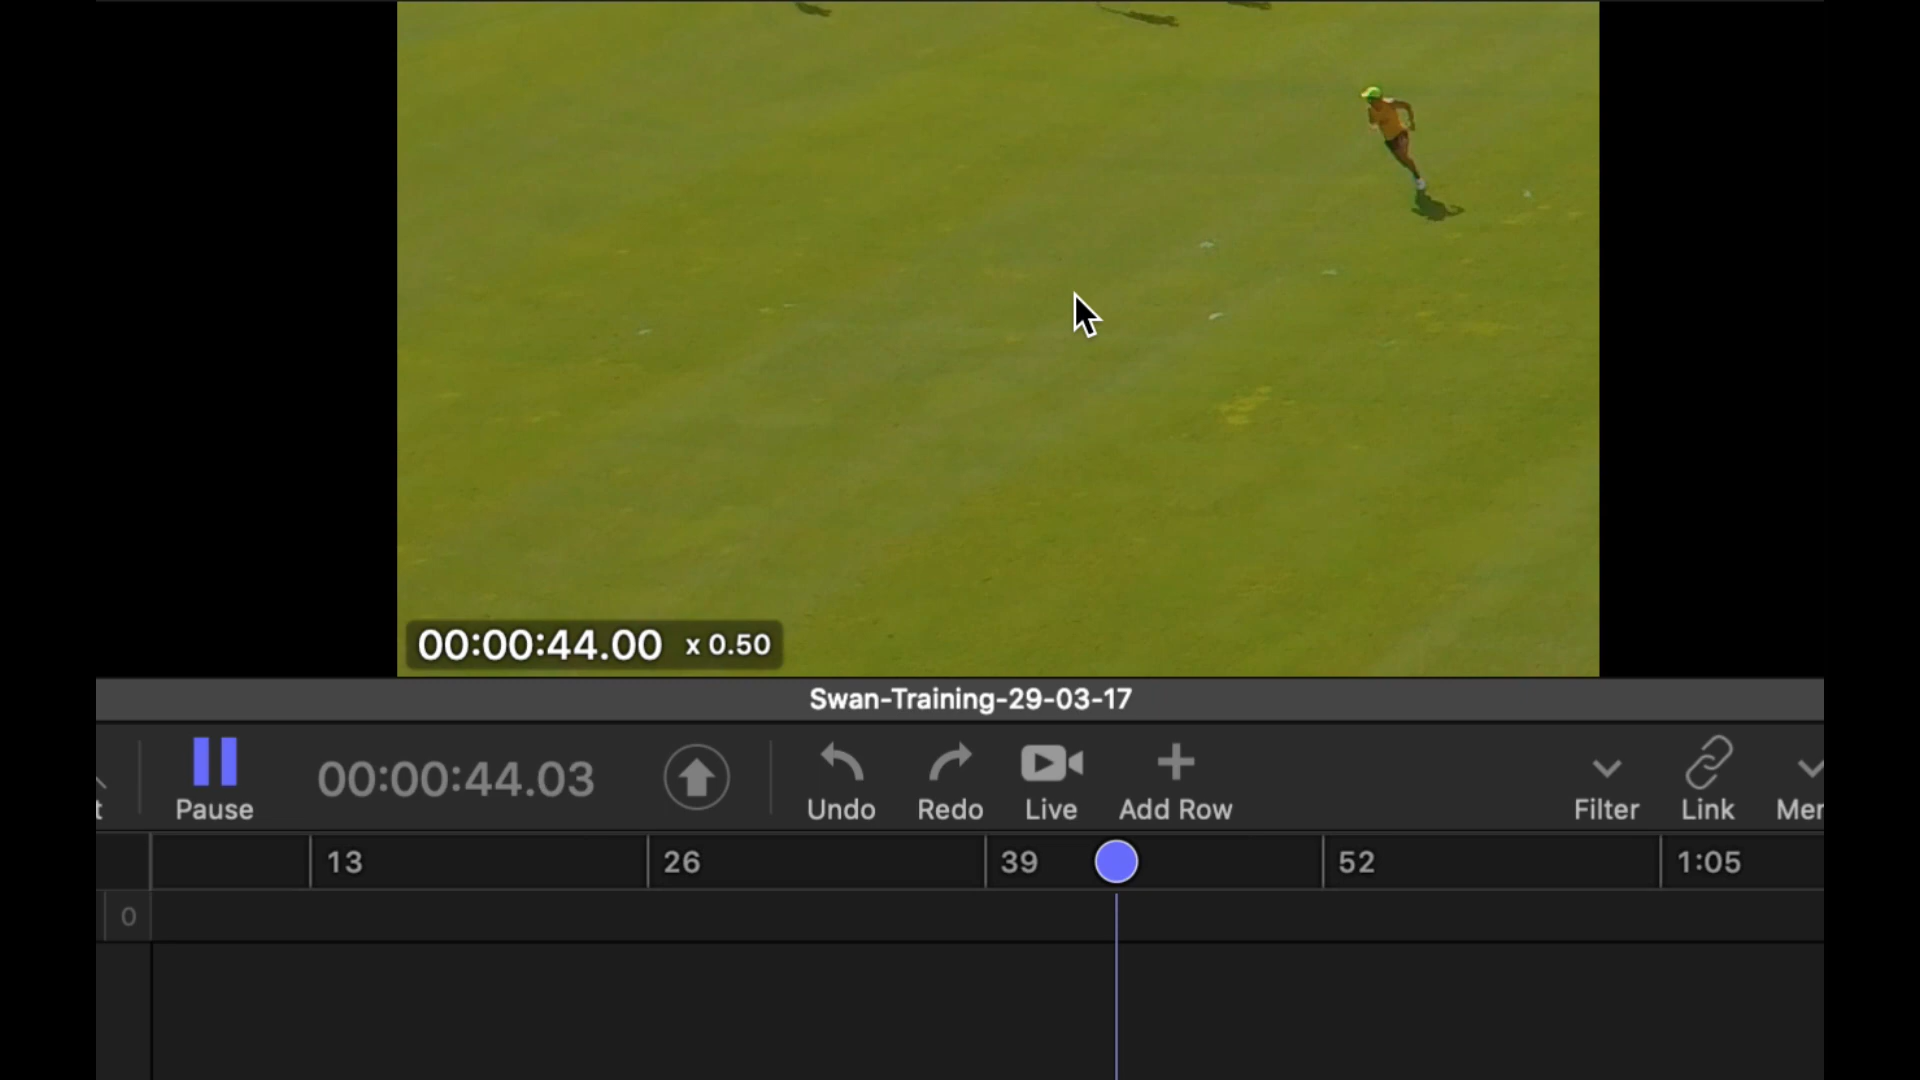 00:00:44.00 x 0.50
Swan-Training-29-03-17
t Pause 00:00:44.03 Undo Redo Live Add Row Filter Link Mer
13 26 39 52 1:05
0